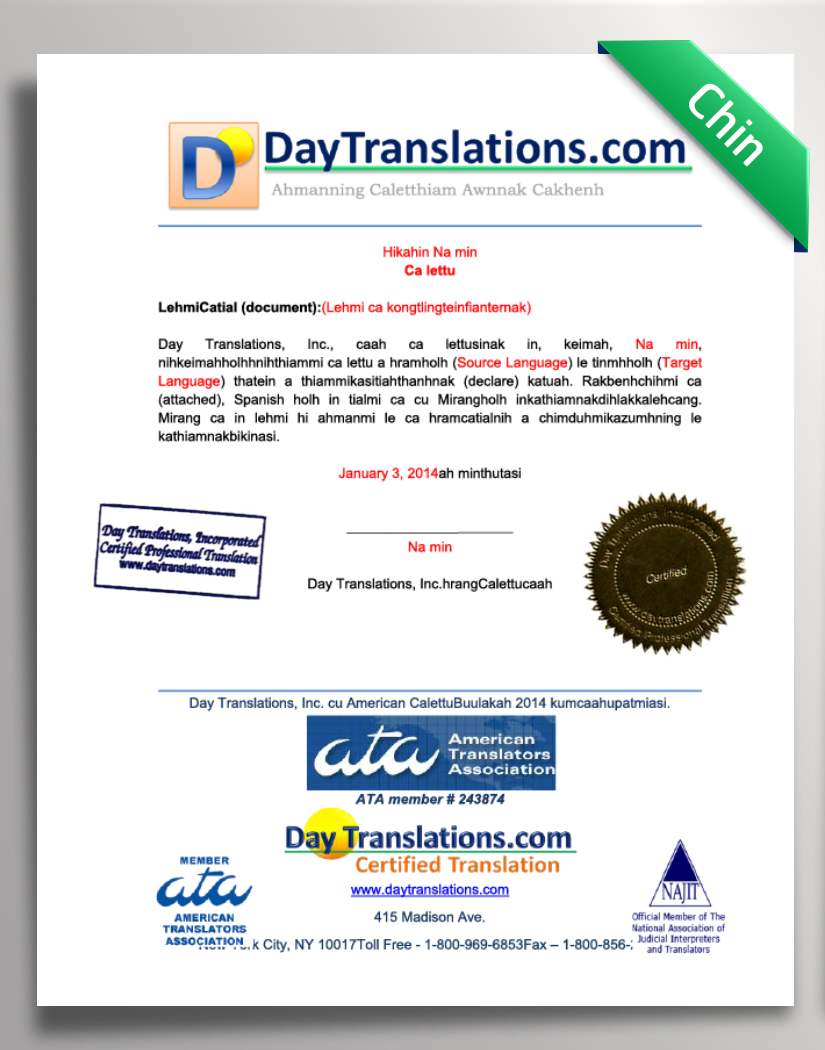 Chin
D DayTranslations.com
Ahmanning Caletthiam Awnnak Cakhenh
Hikahin Na min
Ca lettu
LehmiCatial (document):(Lehmi ca kongtlingteinfianternak)
Day Translations, Inc., caah ca lettusinak in, keimah, Na min,
nihkeimahholhhnihthiammi ca lettu a hramholh (Source Language) le tinmhholh (Target
Language) thatein a thiammikasitiahthanhnak (declare) katuah. Rakbenhchihmi ca
(attached), Spanish holh in tialmi ca cu Mirangholh inkathiamnakdihlakkalehcang.
Mirang ca in lehmi hi ahmanmi le ca hramcatialnih a chimduhmikazumhning le
kathiamnakbikinasi.
January 3, 2014ah minthutasi
Na min
Day Translations, Inc.hrangCalettucaah
Day Translations, Incorporated
Certified Professional Translation
www.daytranslations.com
Day Translations Incorporated
Certified
www.daytranslations.com
Certified Professional Translation
Day Translations, Inc. cu American CalettuBuulakah 2014 kumcaahupatmiasi.
ata American
Translators
Association
ATA member # 243874
Day Translations.com
Certified Translation
www.daytranslations.com
415 Madison Ave.
City, NY 10017Toll Free - 1-800-969-6853Fax – 1-800-856-
MEMBER
ata
AMERICAN
TRANSLATORS
ASSOCIATION
NAJIT
Official Member of The
National Association of
Judicial Interpreters
and Translators